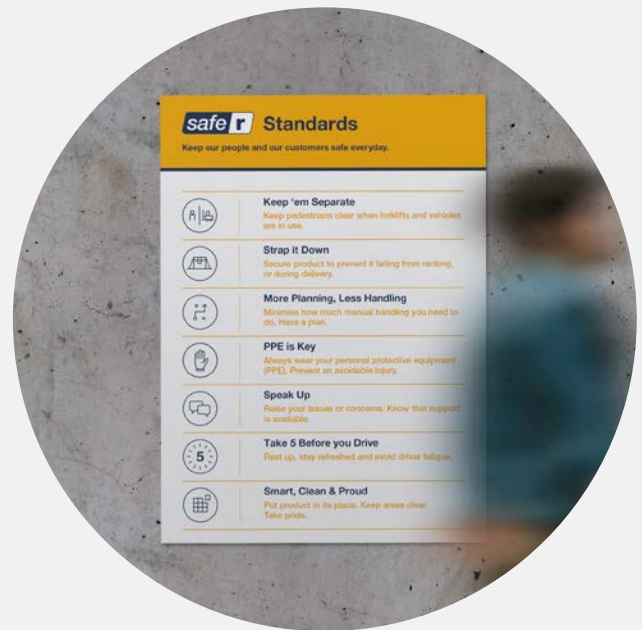 safe r Standards
Keep our people and our customers safe everyday.
Keep 'em Separate
Keep pedestrians clear when forklifts and vehicles
are in use.
Strap it Down
Secure product to prevent it falling from racking,
or during delivery.
More Planning, Less Handling
Minimise how much manual handling you need to
do. Have a plan.
PPE is Key
Always wear your personal protective equipment
(PPE). Prevent an avoidable injury.
Speak Up
Raise your issues or concerns. Know that support
is available.
5
Take 5 Before you Drive
Rest up, stay refreshed and avoid driver fatigue.
Smart, Clean & Proud
Put product in its place. Keep areas clear.
Take pride.